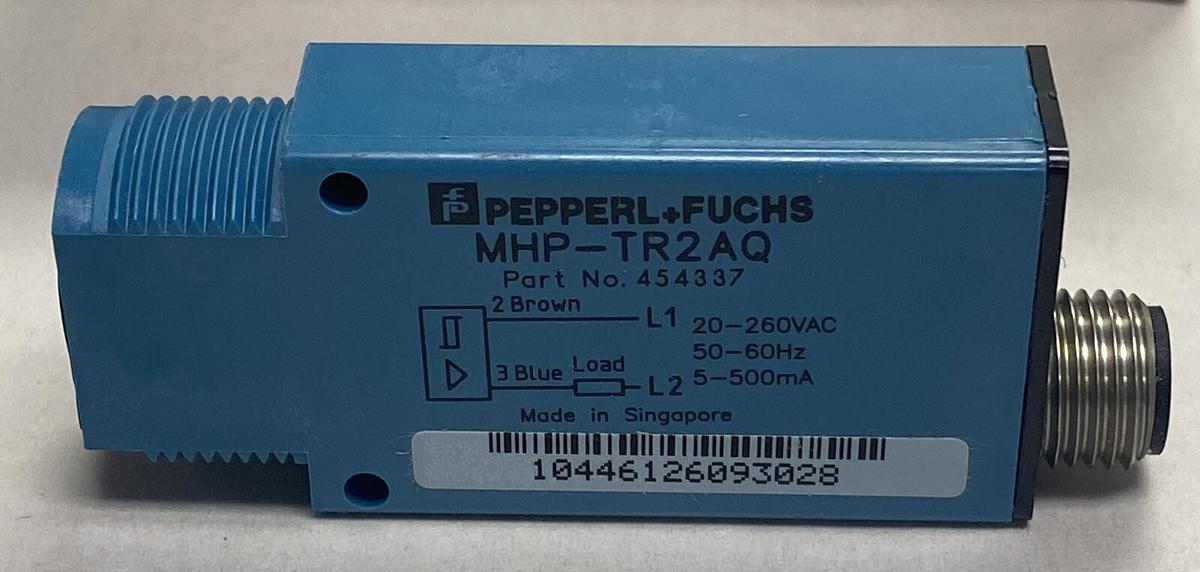 PEPPERL+FUCHS
MHP-TR2AQ
Part No. 454337
2 Brown L1 20-260VAC
50-60Hz
3 Blue Load L2 5-500mA
Made in Singapore
10446126093028